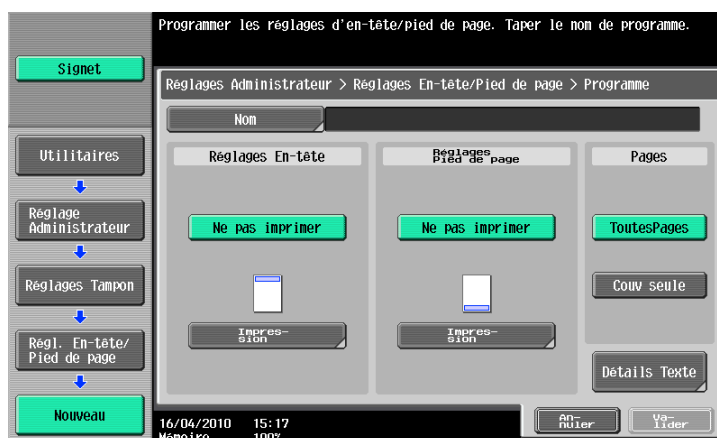 Programmer les réglages d'en-tête/pied de page. Taper le nom de programme.
Signet
Réglages Administrateur > Réglages En-tête/Pied de page > Programme
Nom
Utilitaires
Réglage
Administrateur
Réglages Tampon
Régl. En-tête/
Pied de page
Nouveau
Réglages En-tête
Ne pas imprimer
Impres-
sion
Réglages
Pied de page
Ne pas imprimer
Impres-
sion
Pages
ToutesPages
Couv seule
Détails Texte
16/04/2010 15:17
Mémoire 100%
An-
nuler
Va-
lider